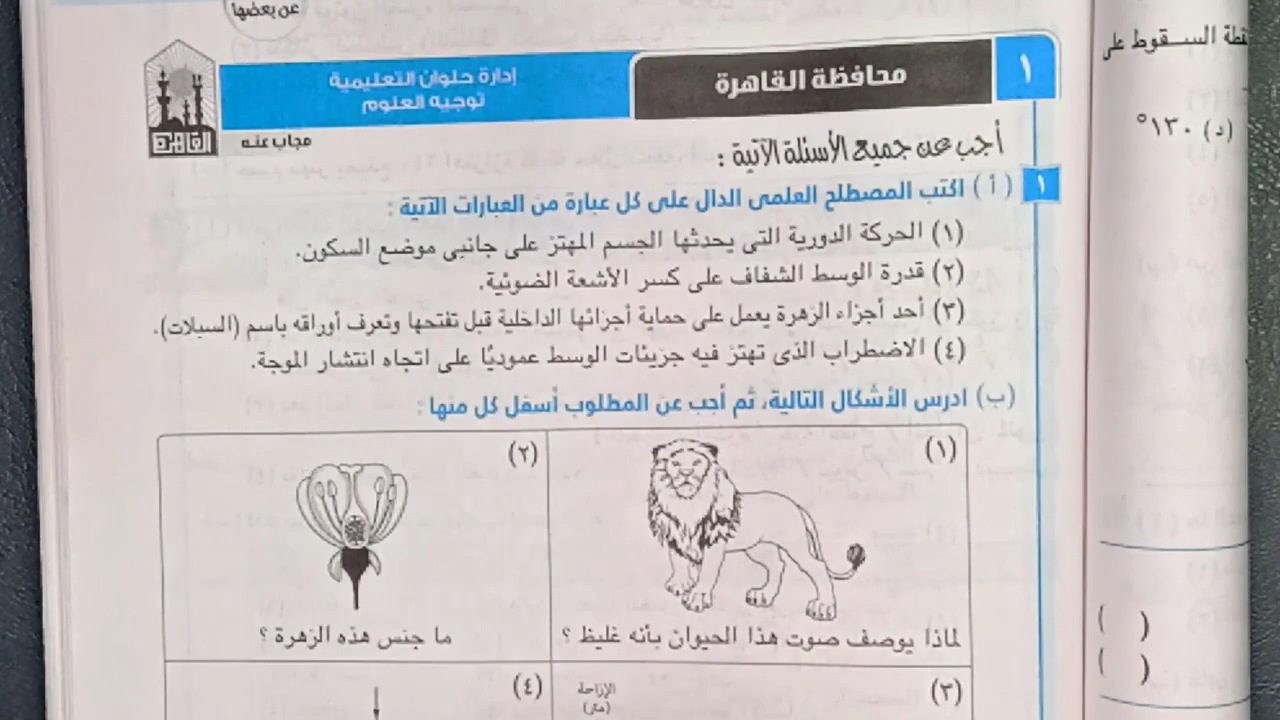 عن بعضها
١
محافظة القاهرة
إدارة حلوان التعليمية
توجيه العلوم
القاهرة
مجاب عنه
أجب عن جميع الأسئلة الآتية :
١ (أ) اكتب المصطلح العلمى الدال على كل عبارة من العبارات الآتية :
(١) الحركة الدورية التى يحدثها الجسم المهتز على جانبى موضع السكون.
(٢) قدرة الوسط الشفاف على كسر الأشعة الضوئية.
(٣) أحد أجزاء الزهرة يعمل على حماية أجزائها الداخلية قبل تفتحها وتعرف أوراقه باسم (السبلات).
(٤) الاضطراب الذى تهتز فيه جزيئات الوسط عموديًا على اتجاه انتشار الموجة.
(ب) ادرس الأشكال التالية، ثم أجب عن المطلوب أسفل كل منها :
(١)
لماذا يوصف صوت هذا الحيوان بأنه غليظ ؟
(٢)
ما جنس هذه الزهرة ؟
(٣)
الإزاحة
(متر)
(٤)
السقوط على
(د) ١٣٠°
( )
( )